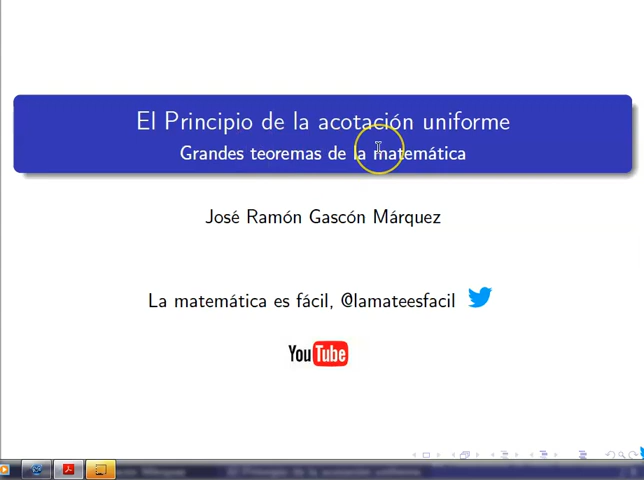 El Principio de la acotación uniforme
Grandes teoremas de la matemática
José Ramón Gascón Márquez
La matemática es fácil, @lamateesfacil
YouTube